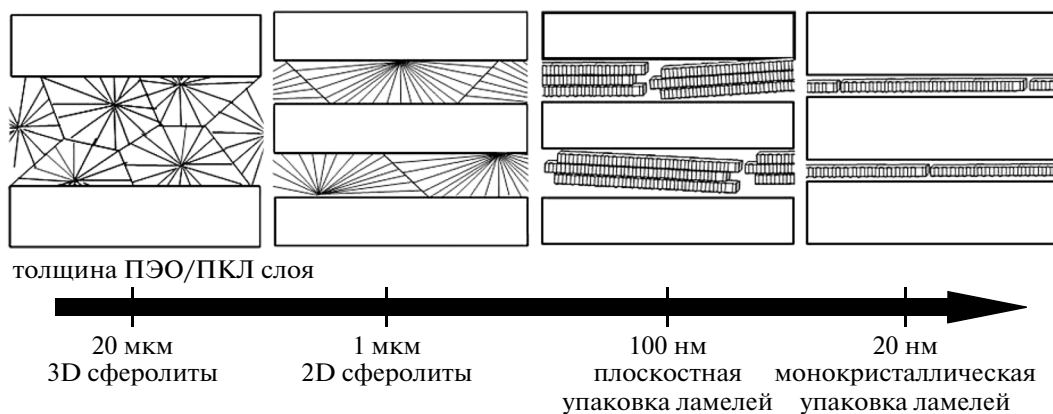 толщина ПЭО/ПКЛ слоя
20 мкм
3D сферолиты
1 мкм
2D сферолиты
100 нм
плоскостная
упаковка ламелей
20 нм
монокристаллическая
упаковка ламелей